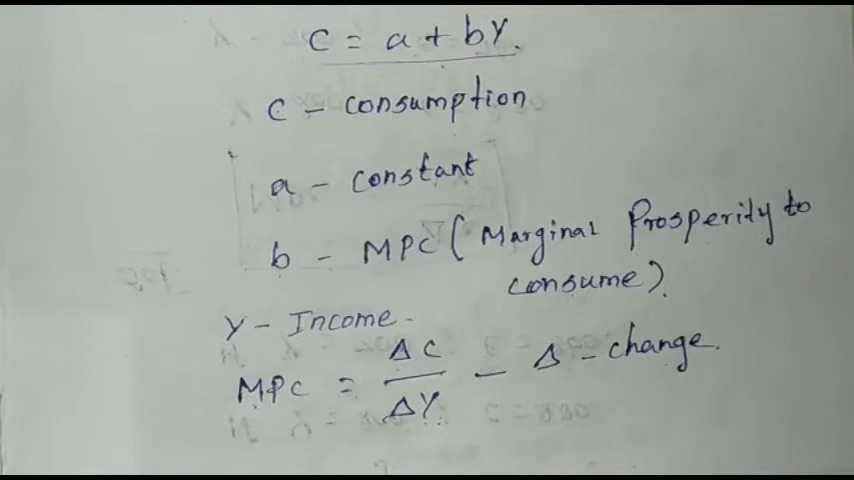 C = a + bY.
C - consumption
a - constant
b - MPC ( Marginal Prosperity to
consume).
Y - Income.
MPC = ΔC/ΔY - Δ - change.